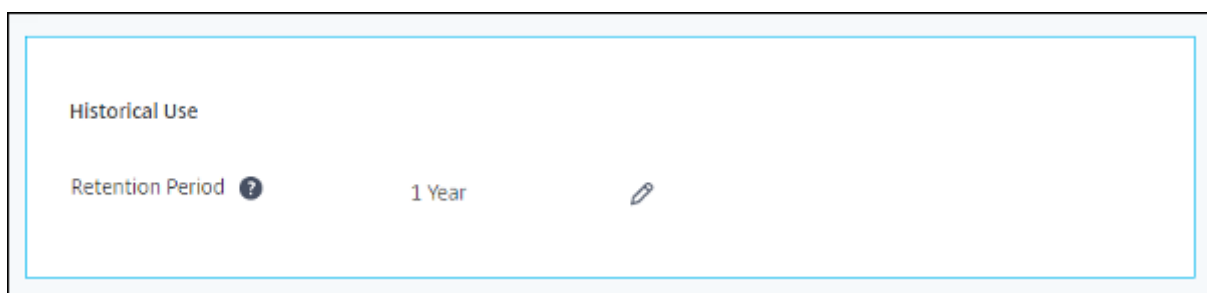 Historical Use
Retention Period ? 1 Year